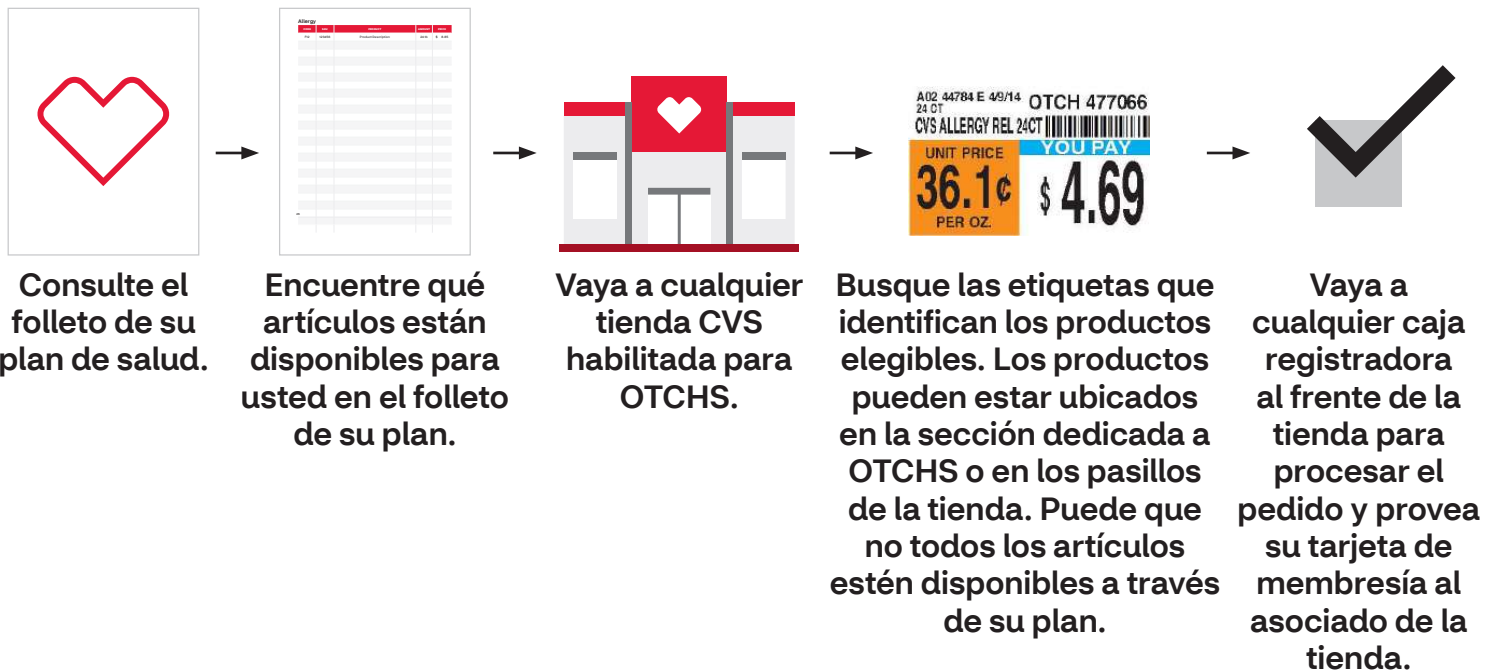 Allergy
Consulte el
folleto de su
plan de salud.
Encuentre qué
artículos están
disponibles para
usted en el folleto
de su plan.
Vaya a cualquier
tienda CVS
habilitada para
OTCHS.
A02 44784 E 4/9/14 OTCH 477066
24 CT
CVS ALLERGY REL 24CT
UNIT PRICE
36.1¢
PER OZ.
YOU PAY
$ 4.69
Busque las etiquetas que
identifican los productos
elegibles. Los productos
pueden estar ubicados
en la sección dedicada a
OTCHS o en los pasillos
de la tienda. Puede que
no todos los artículos
estén disponibles a través
de su plan.
Vaya a
cualquier caja
registradora
al frente de la
tienda para
procesar el
pedido y provea
su tarjeta de
membresía al
asociado de la
tienda.